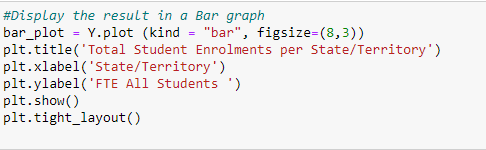 #Display the result in a Bar graph
bar_plot = Y.plot (kind = "bar", figsize=(8,3))
plt.title('Total Student Enrolments per State/Territory')
plt.xlabel('State/Territory')
plt.ylabel('FTE All Students ')
plt.show()
plt.tight_layout()